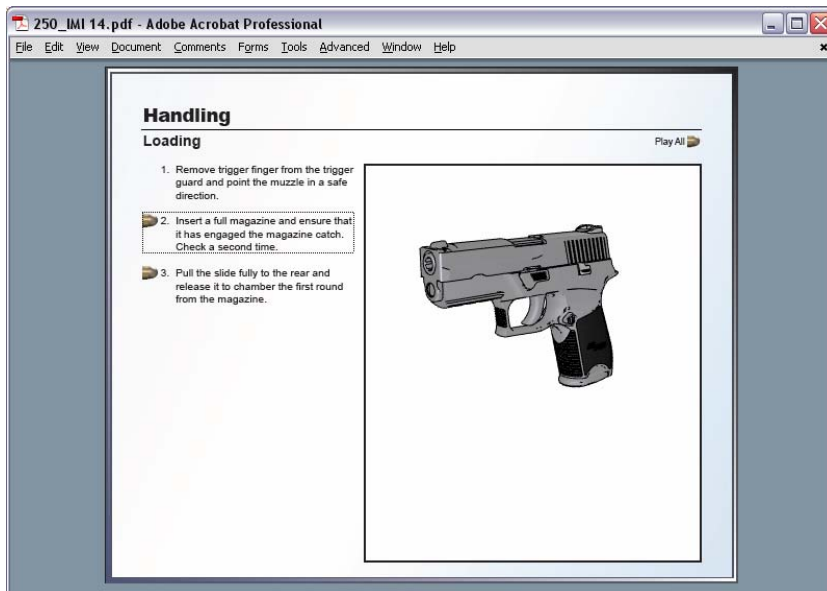 250_IMI 14.pdf - Adobe Acrobat Professional
File Edit View Document Comments Forms Tools Advanced Window Help
Handling
Loading
Play All
1. Remove trigger finger from the trigger
guard and point the muzzle in a safe
direction.
2. Insert a full magazine and ensure that
it has engaged the magazine catch.
Check a second time.
3. Pull the slide fully to the rear and
release it to chamber the first round
from the magazine.